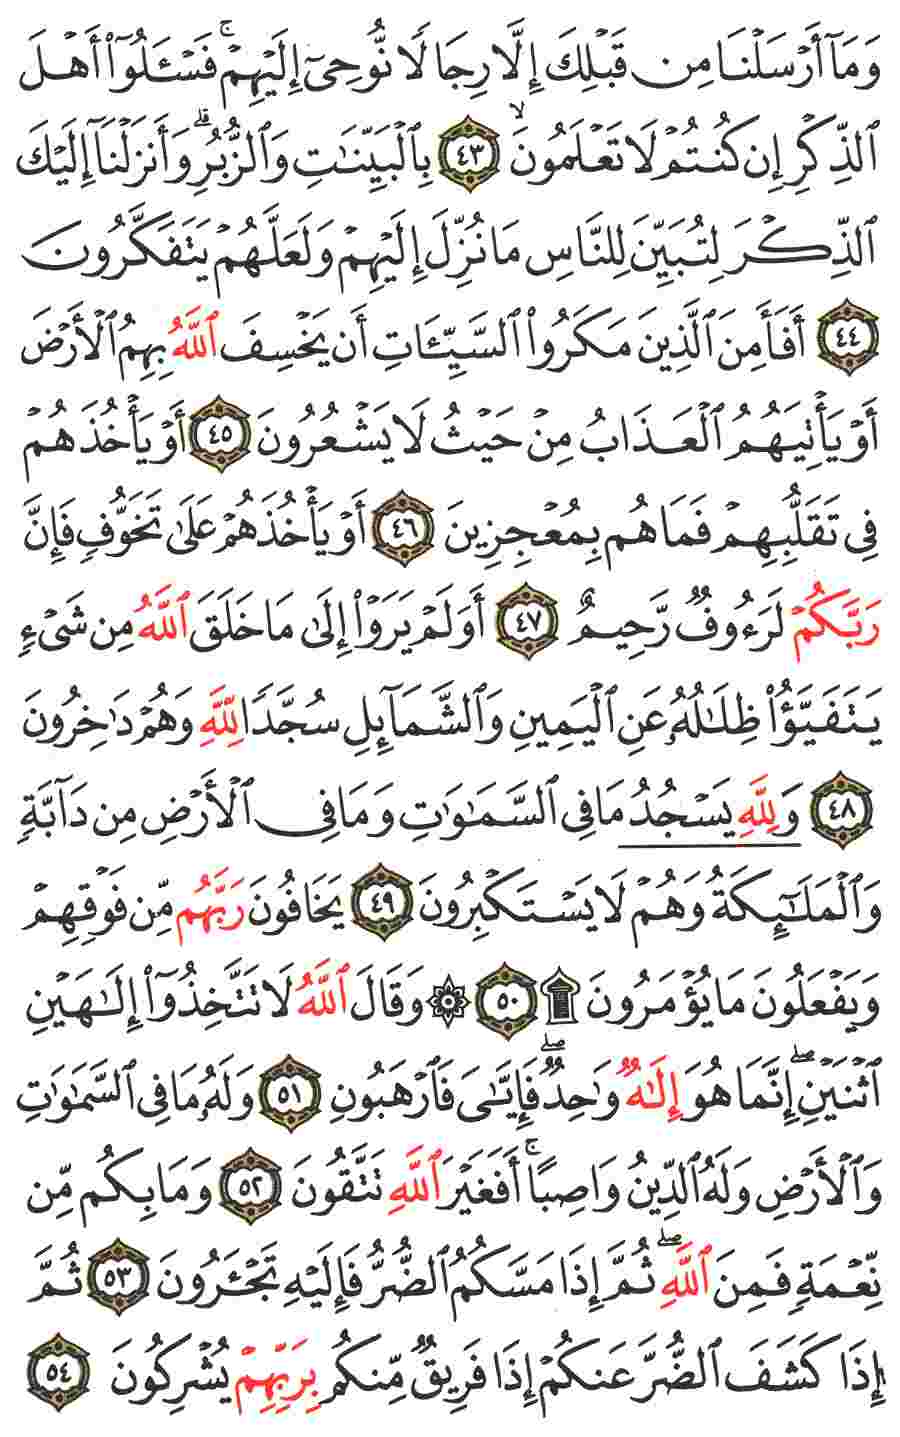 وَمَآ أَرْسَلْنَا مِن قَبْلِكَ إِلَّا رِجَالًا نُّوحِىٓ إِلَيْهِمْ ۚ فَسْـَٔلُوٓا۟ أَهْلَ
ٱلذِّكْرِ إِن كُنتُمْ لَا تَعْلَمُونَ ۙ ٤٣ بِٱلْبَيِّنَـٰتِ وَٱلزُّبُرِ ۗ وَأَنزَلْنَآ إِلَيْكَ
ٱلذِّكْرَ لِتُبَيِّنَ لِلنَّاسِ مَا نُزِّلَ إِلَيْهِمْ وَلَعَلَّهُمْ يَتَفَكَّرُونَ
٤٤ أَفَأَمِنَ ٱلَّذِينَ مَكَرُوا۟ ٱلسَّيِّـَٔاتِ أَن يَخْسِفَ ٱللَّهُ بِهِمُ ٱلْأَرْضَ
أَوْ يَأْتِيَهُمُ ٱلْعَذَابُ مِنْ حَيْثُ لَا يَشْعُرُونَ ٤٥ أَوْ يَأْخُذَهُمْ
فِى تَقَلُّبِهِمْ فَمَا هُم بِمُعْجِزِينَ ٤٦ أَوْ يَأْخُذَهُمْ عَلَىٰ تَخَوُّفٍ فَإِنَّ
رَبَّكُمْ لَرَءُوفٌ رَّحِيمٌ ٤٧ أَوَلَمْ يَرَوْا۟ إِلَىٰ مَا خَلَقَ ٱللَّهُ مِن شَىْءٍ
يَتَفَيَّؤُا۟ ظِلَـٰلُهُۥ عَنِ ٱلْيَمِينِ وَٱلشَّمَآئِلِ سُجَّدًا لِّلَّهِ وَهُمْ دَٰخِرُونَ
٤٨ وَلِلَّهِ يَسْجُدُ مَا فِى ٱلسَّمَـٰوَٰتِ وَمَا فِى ٱلْأَرْضِ مِن دَآبَّةٍ
وَٱلْمَلَـٰٓئِكَةُ وَهُمْ لَا يَسْتَكْبِرُونَ ٤٩ يَخَافُونَ رَبَّهُم مِّن فَوْقِهِمْ
وَيَفْعَلُونَ مَا يُؤْمَرُونَ ۩ ٥٠ ۞ وَقَالَ ٱللَّهُ لَا تَتَّخِذُوٓا۟ إِلَـٰهَيْنِ
ٱثْنَيْنِ ۖ إِنَّمَا هُوَ إِلَـٰهٌ وَٰحِدٌ ۖ فَإِيَّـٰىَ فَٱرْهَبُونِ ٥١ وَلَهُۥ مَا فِى ٱلسَّمَـٰوَٰتِ
وَٱلْأَرْضِ وَلَهُ ٱلدِّينُ وَاصِبًا ۚ أَفَغَيْرَ ٱللَّهِ تَتَّقُونَ ٥٢ وَمَا بِكُم مِّن
نِّعْمَةٍ فَمِنَ ٱللَّهِ ۖ ثُمَّ إِذَا مَسَّكُمُ ٱلضُّرُّ فَإِلَيْهِ تَجْـَٔرُونَ ٥٣ ثُمَّ
إِذَا كَشَفَ ٱلضُّرَّ عَنكُمْ إِذَا فَرِيقٌ مِّنكُم بِرَبِّهِمْ يُشْرِكُونَ ٥٤